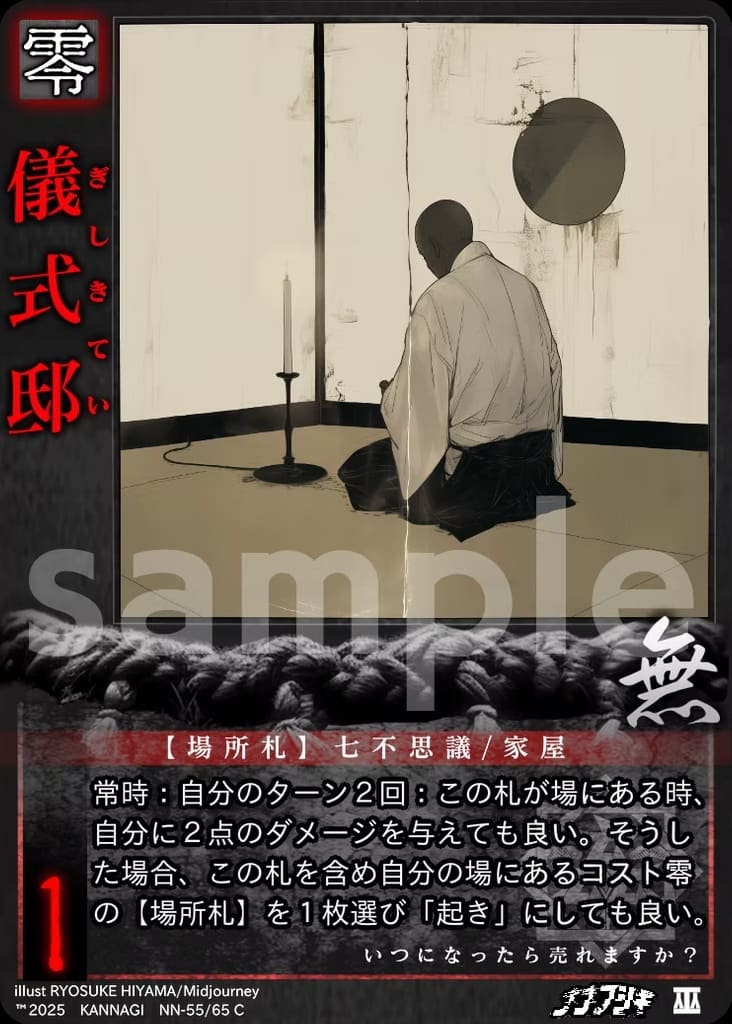 零
儀式邸
ぎしきてい
sample
無
【場所札】七不思議/家屋
常時：自分のターン２回：この札が場にある時、
自分に２点のダメージを与えても良い。そうし
た場合、この札を含め自分の場にあるコスト零
の【場所札】を１枚選び「起き」にしても良い。
いつになったら売れますか？
1
illust RYOSUKE HIYAMA/Midjourney
™2025 KANNAGI NN-55/65 C